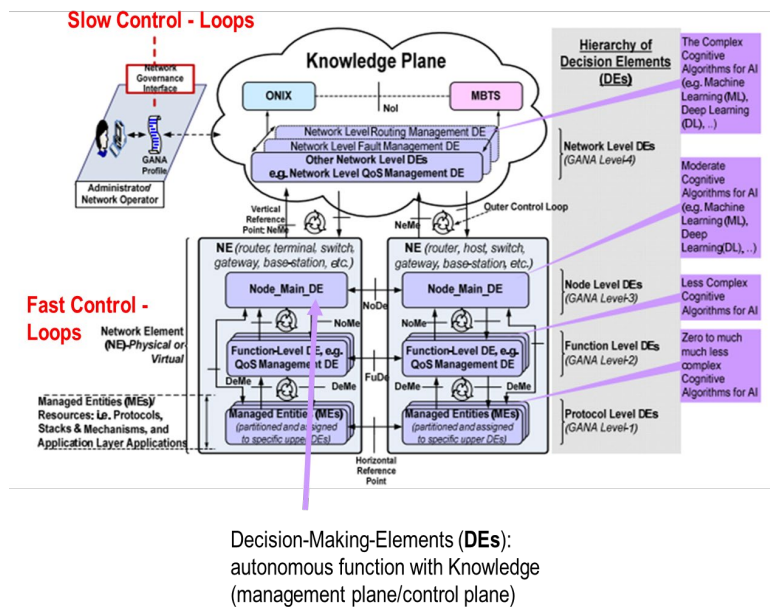 Slow Control - Loops
Network
Governance
Interface
GANA
Profile
Administrator/
Network Operator
Knowledge Plane
ONIX
MBTS
NoI
Network Level Routing Management DE
Network Level Fault Management DE
Other Network Level DEs
e.g. Network Level QoS Management DE
Vertical
Reference
Point: NeMe
NeMe
Outer Control Loop
Hierarchy of
Decision Elements
(DEs)
Network Level DEs
(GANA Level-4)
The Complex
Cognitive
Algorithms for AI
(e.g. Machine
Learning (ML),
Deep Learning
(DL), ..)
Moderate
Cognitive
Algorithms for AI
(e.g. Machine
Learning (ML),
Deep
Learning(DL), ..)
Fast Control -
Loops
Network Element
(NE)-Physical or
Virtual
Managed Entities (MEs)/
Resources: i.e. Protocols,
Stacks & Mechanisms, and
Application Layer Applications
NE (router, terminal, switch,
gateway, base-station, etc.)
Node_Main_DE
NoMe
Function-Level DE, e.g.
QoS Management DE
DeMe
DeMe
Managed Entities (MEs)
(partitioned and assigned
to specific upper DEs)
NoDe
FuDe
Horizontal
Reference
Point
NE (router, host, switch,
gateway, base-station, etc.)
Node_Main_DE
NoMe
Function-Level DE, e.g.
QoS Management DE
DeMe
DeMe
Managed Entities (MEs)
(partitioned and assigned
to specific upper DEs)
Node Level DEs
(GANA Level-3)
Function Level DEs
(GANA Level-2)
Protocol Level DEs
(GANA Level-1)
Less Complex
Cognitive
Algorithms for AI
Zero to much
much less
complex
Cognitive
Algorithms for AI
Decision-Making-Elements (DEs):
autonomous function with Knowledge
(management plane/control plane)